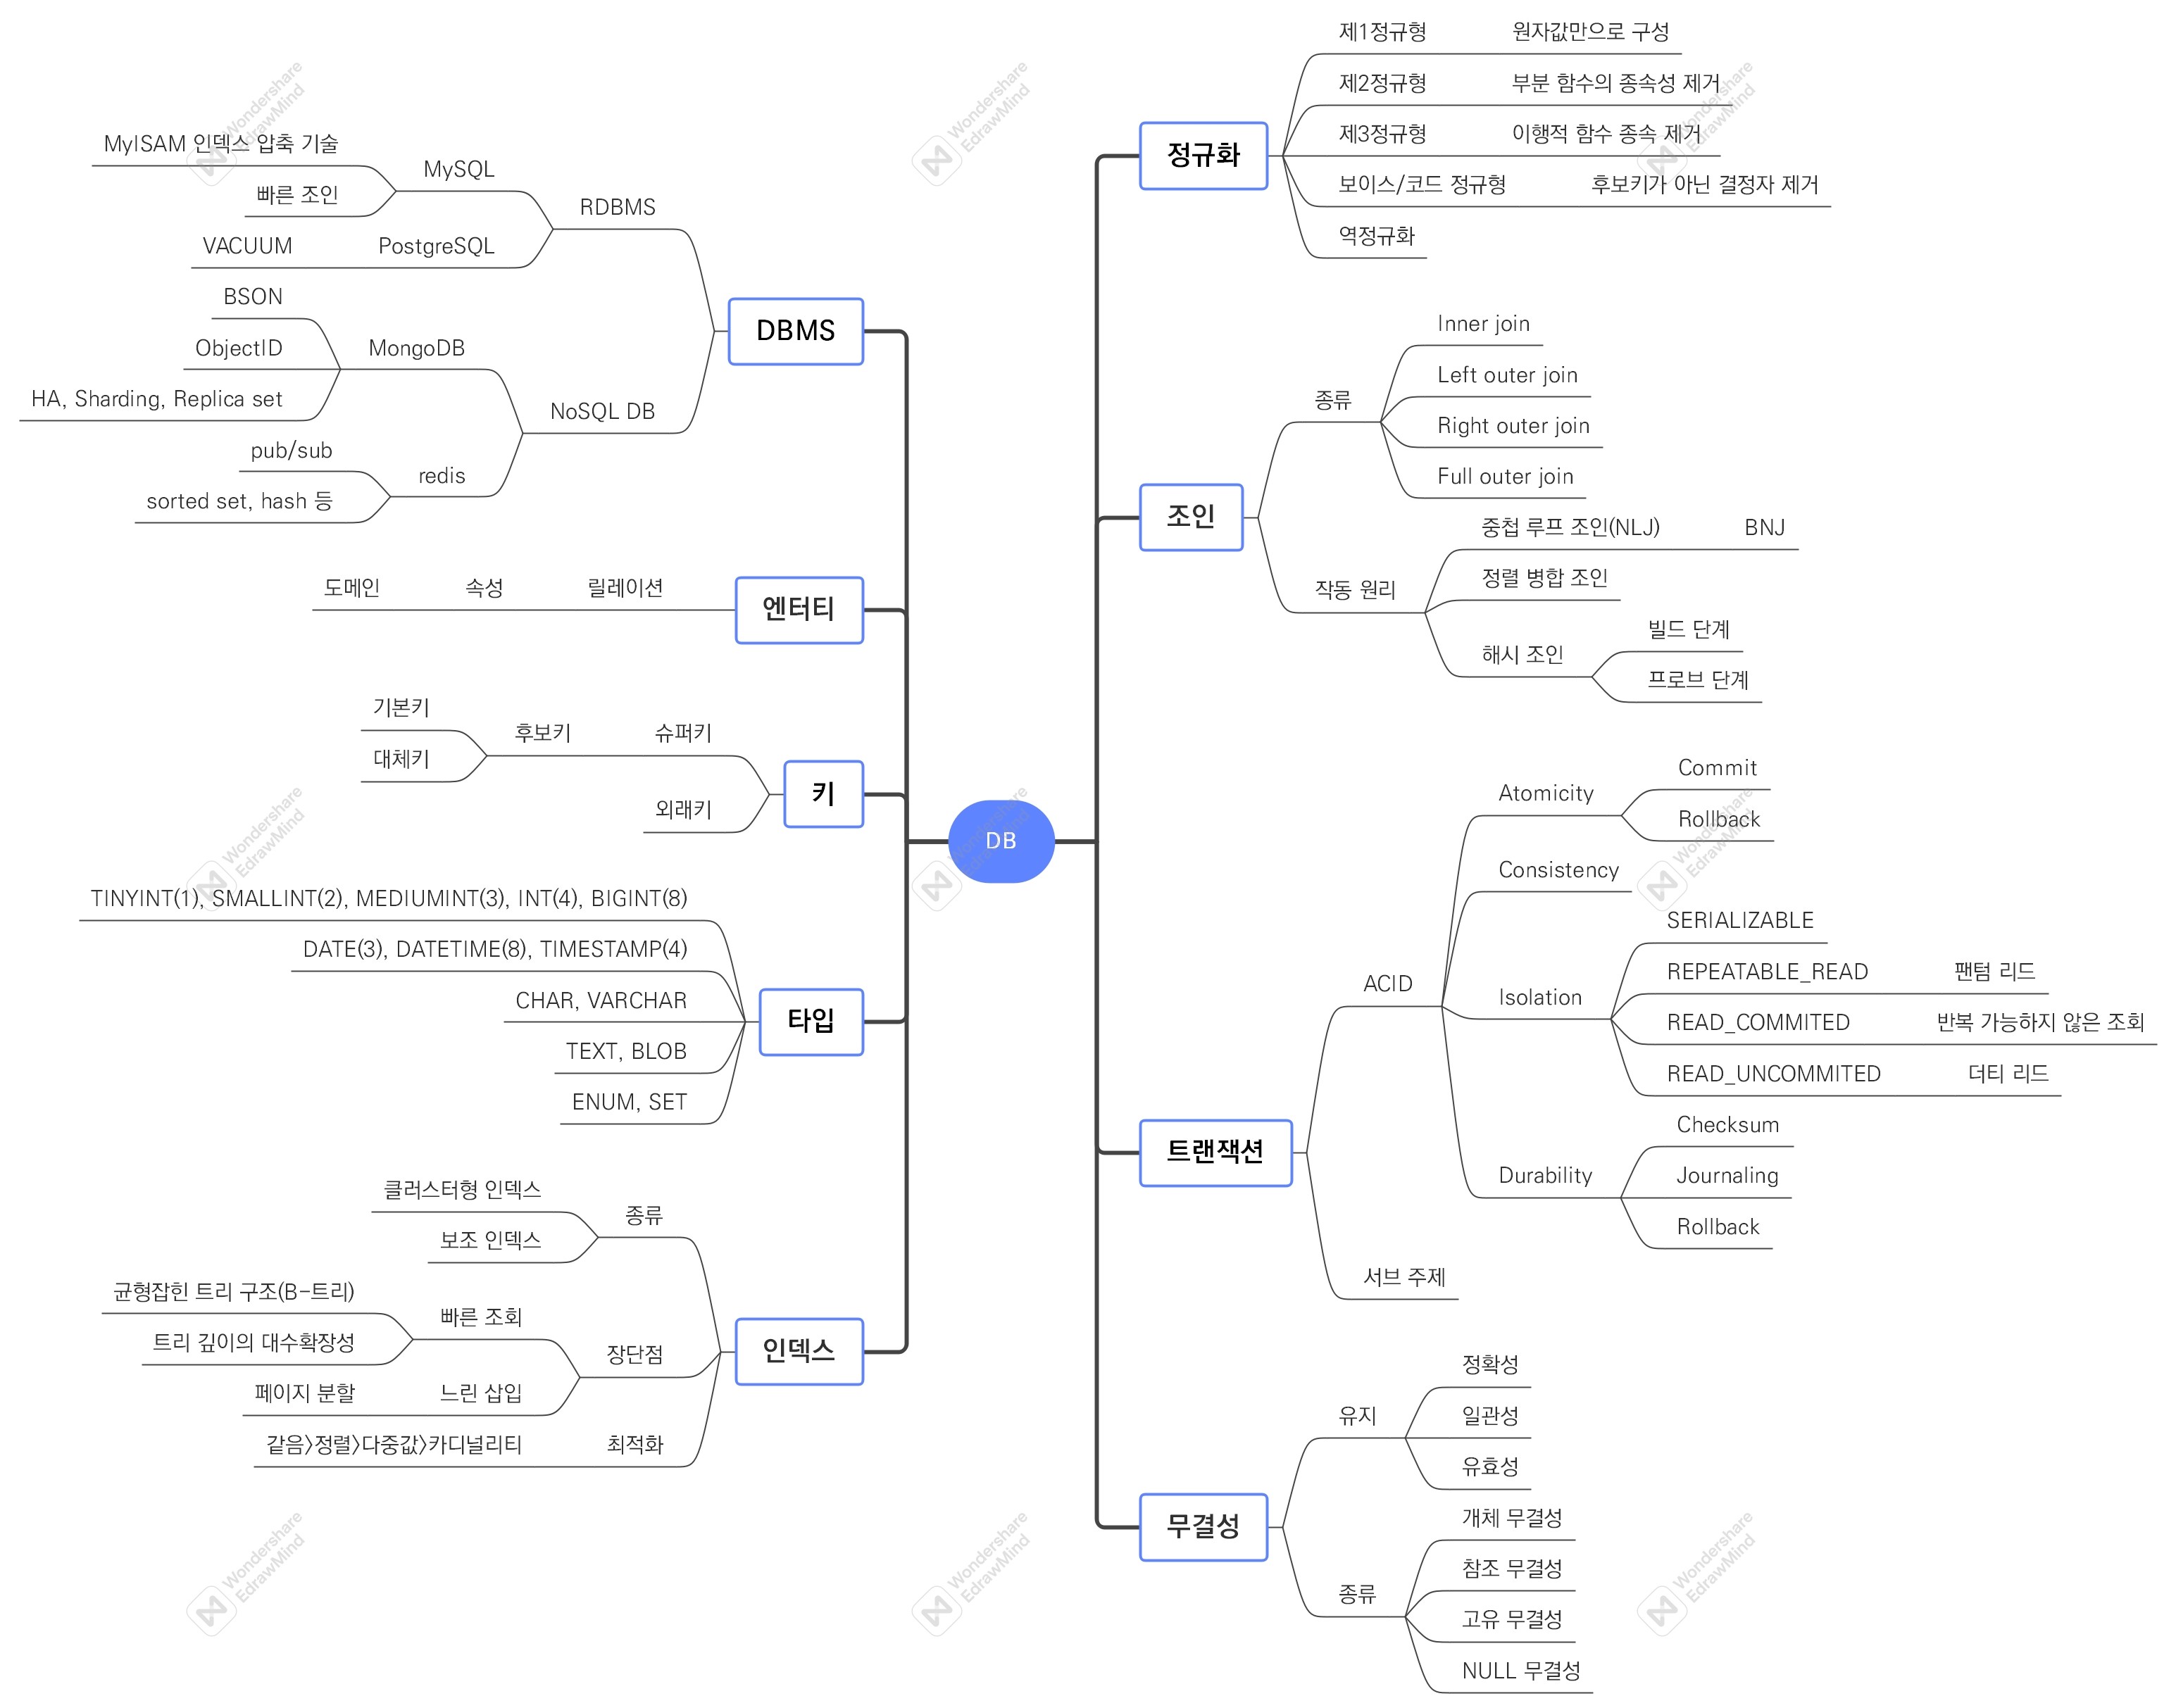 DB
정규화
제1정규형 원자값만으로 구성
제2정규형 부분 함수의 종속성 제거
제3정규형 이행적 함수 종속 제거
보이스/코드 정규형 후보키가 아닌 결정자 제거
역정규화
조인
종류
Inner join
Left outer join
Right outer join
Full outer join
작동 원리
중첩 루프 조인(NLJ) BNJ
정렬 병합 조인
해시 조인
빌드 단계
프로브 단계
트랜잭션
ACID
Atomicity
Commit
Rollback
Consistency
Isolation
SERIALIZABLE
REPEATABLE_READ 팬텀 리드
READ_COMMITED 반복 가능하지 않은 조회
READ_UNCOMMITED 더티 리드
Durability
Checksum
Journaling
Rollback
서브 주제
무결성
유지
정확성
일관성
유효성
종류
개체 무결성
참조 무결성
고유 무결성
NULL 무결성
DBMS
RDBMS
MySQL
MyISAM 인덱스 압축 기술
빠른 조인
PostgreSQL
VACUUM
NoSQL DB
MongoDB
BSON
ObjectID
HA, Sharding, Replica set
redis
pub/sub
sorted set, hash 등
엔터티
릴레이션
속성
도메인
키
슈퍼키
후보키
기본키
대체키
외래키
타입
TINYINT(1), SMALLINT(2), MEDIUMINT(3), INT(4), BIGINT(8)
DATE(3), DATETIME(8), TIMESTAMP(4)
CHAR, VARCHAR
TEXT, BLOB
ENUM, SET
인덱스
종류
클러스터형 인덱스
보조 인덱스
장단점
빠른 조회
균형잡힌 트리 구조(B-트리)
트리 깊이의 대수확장성
느린 삽입
페이지 분할
최적화
같음>정렬>다중값>카디널리티
Wondershare
EdrawMind
Wondershare
EdrawMind
Wondershare
EdrawMind
Wondershare
EdrawMind
Wondershare
EdrawMind
Wondershare
EdrawMind
Wondershare
EdrawMind
Wondershare
EdrawMind
Wondershare
EdrawMind